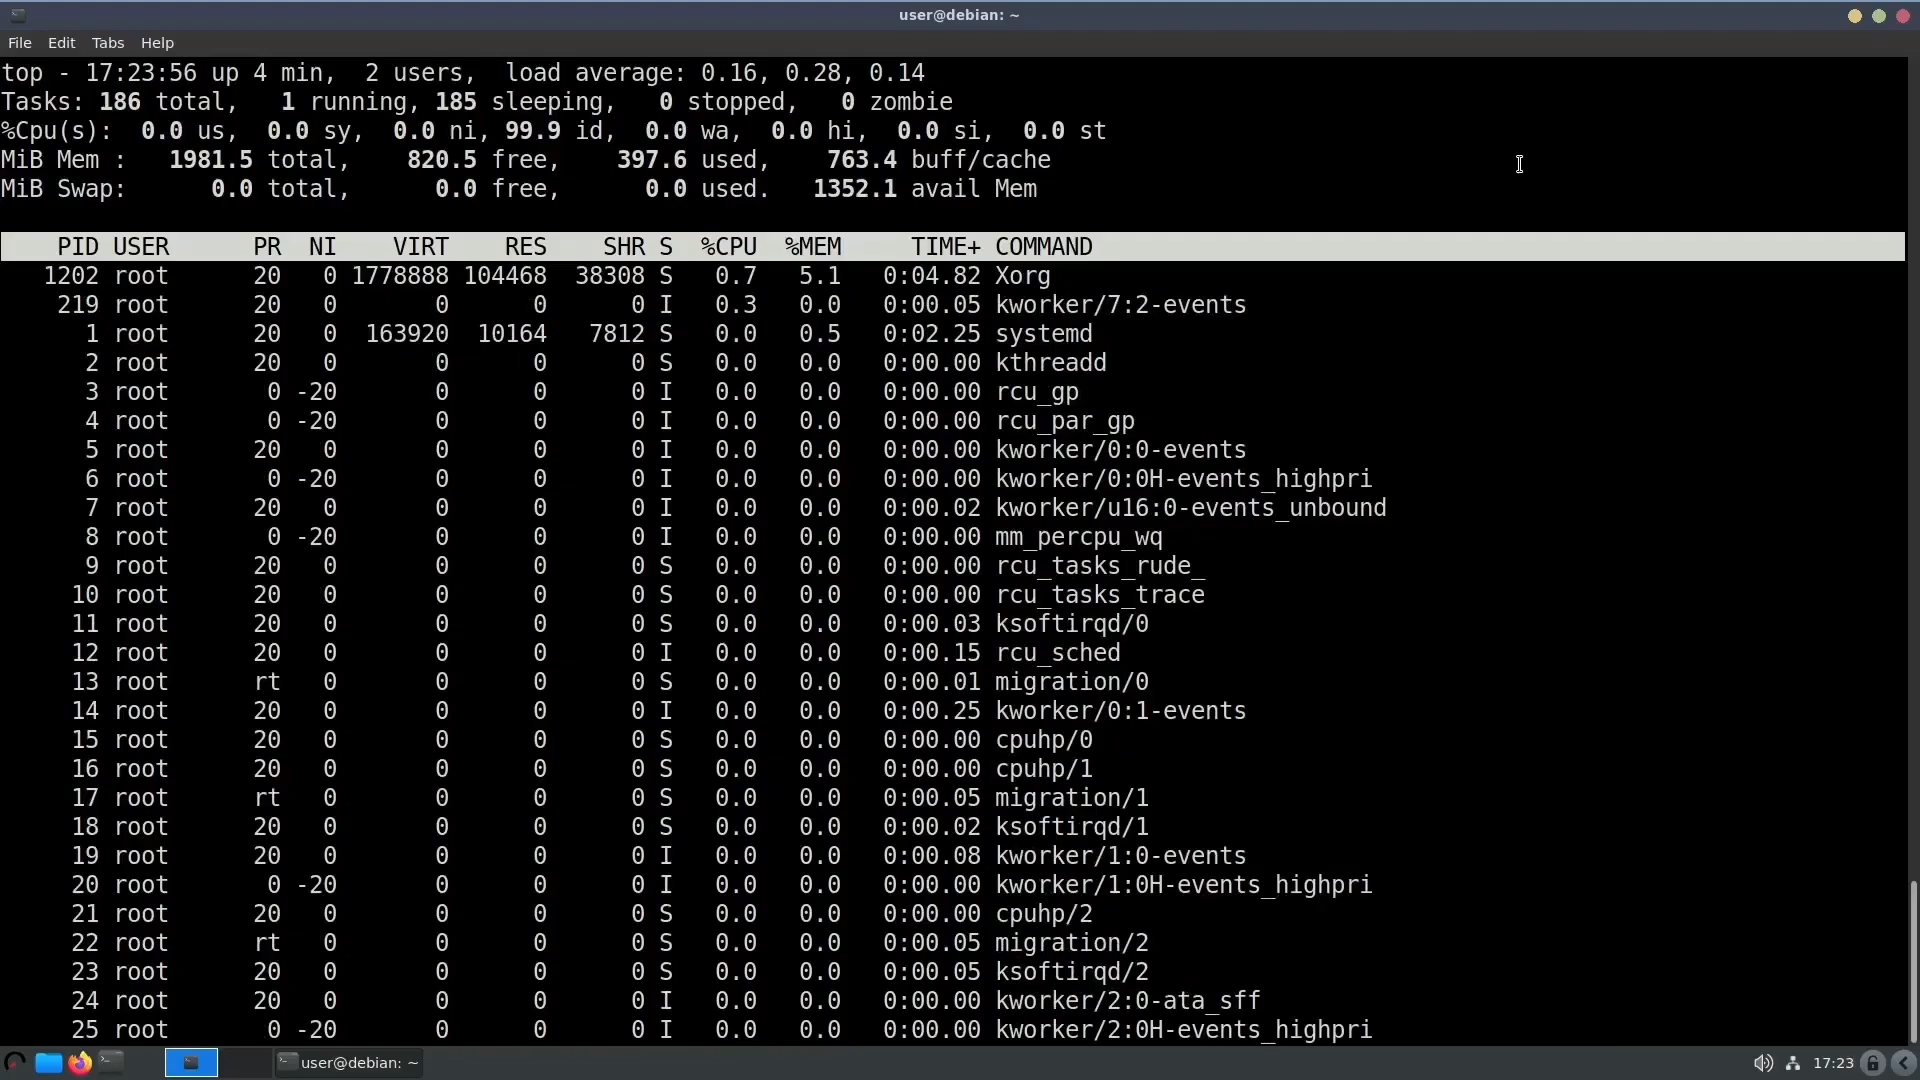 user@debian: ~
File Edit Tabs Help
top - 17:23:56 up 4 min,  2 users,  load average: 0.16, 0.28, 0.14
Tasks: 186 total,   1 running, 185 sleeping,   0 stopped,   0 zombie
%Cpu(s):  0.0 us,  0.0 sy,  0.0 ni, 99.9 id,  0.0 wa,  0.0 hi,  0.0 si,  0.0 st
MiB Mem :   1981.5 total,    820.5 free,    397.6 used,    763.4 buff/cache
MiB Swap:      0.0 total,      0.0 free,      0.0 used.   1352.1 avail Mem
PID USER      PR  NI    VIRT    RES    SHR S  %CPU  %MEM     TIME+ COMMAND
1202 root      20   0 1778888 104468  38308 S   0.7   5.1   0:04.82 Xorg
219 root      20   0       0      0      0 I   0.3   0.0   0:00.05 kworker/7:2-events
1 root      20   0  163920  10164   7812 S   0.0   0.5   0:02.25 systemd
2 root      20   0       0      0      0 S   0.0   0.0   0:00.00 kthreadd
3 root       0 -20       0      0      0 I   0.0   0.0   0:00.00 rcu_gp
4 root       0 -20       0      0      0 I   0.0   0.0   0:00.00 rcu_par_gp
5 root      20   0       0      0      0 I   0.0   0.0   0:00.00 kworker/0:0-events
6 root       0 -20       0      0      0 I   0.0   0.0   0:00.00 kworker/0:0H-events_highpri
7 root      20   0       0      0      0 I   0.0   0.0   0:00.02 kworker/u16:0-events_unbound
8 root       0 -20       0      0      0 I   0.0   0.0   0:00.00 mm_percpu_wq
9 root      20   0       0      0      0 S   0.0   0.0   0:00.00 rcu_tasks_rude_
10 root      20   0       0      0      0 S   0.0   0.0   0:00.00 rcu_tasks_trace
11 root      20   0       0      0      0 S   0.0   0.0   0:00.03 ksoftirqd/0
12 root      20   0       0      0      0 I   0.0   0.0   0:00.15 rcu_sched
13 root      rt   0       0      0      0 S   0.0   0.0   0:00.01 migration/0
14 root      20   0       0      0      0 I   0.0   0.0   0:00.25 kworker/0:1-events
15 root      20   0       0      0      0 S   0.0   0.0   0:00.00 cpuhp/0
16 root      20   0       0      0      0 S   0.0   0.0   0:00.00 cpuhp/1
17 root      rt   0       0      0      0 S   0.0   0.0   0:00.05 migration/1
18 root      20   0       0      0      0 S   0.0   0.0   0:00.02 ksoftirqd/1
19 root      20   0       0      0      0 I   0.0   0.0   0:00.08 kworker/1:0-events
20 root       0 -20       0      0      0 I   0.0   0.0   0:00.00 kworker/1:0H-events_highpri
21 root      20   0       0      0      0 S   0.0   0.0   0:00.00 cpuhp/2
22 root      rt   0       0      0      0 S   0.0   0.0   0:00.05 migration/2
23 root      20   0       0      0      0 S   0.0   0.0   0:00.05 ksoftirqd/2
24 root      20   0       0      0      0 I   0.0   0.0   0:00.00 kworker/2:0-ata_sff
25 root       0 -20       0      0      0 I   0.0   0.0   0:00.00 kworker/2:0H-events_highpri
user@debian: ~ 17:23